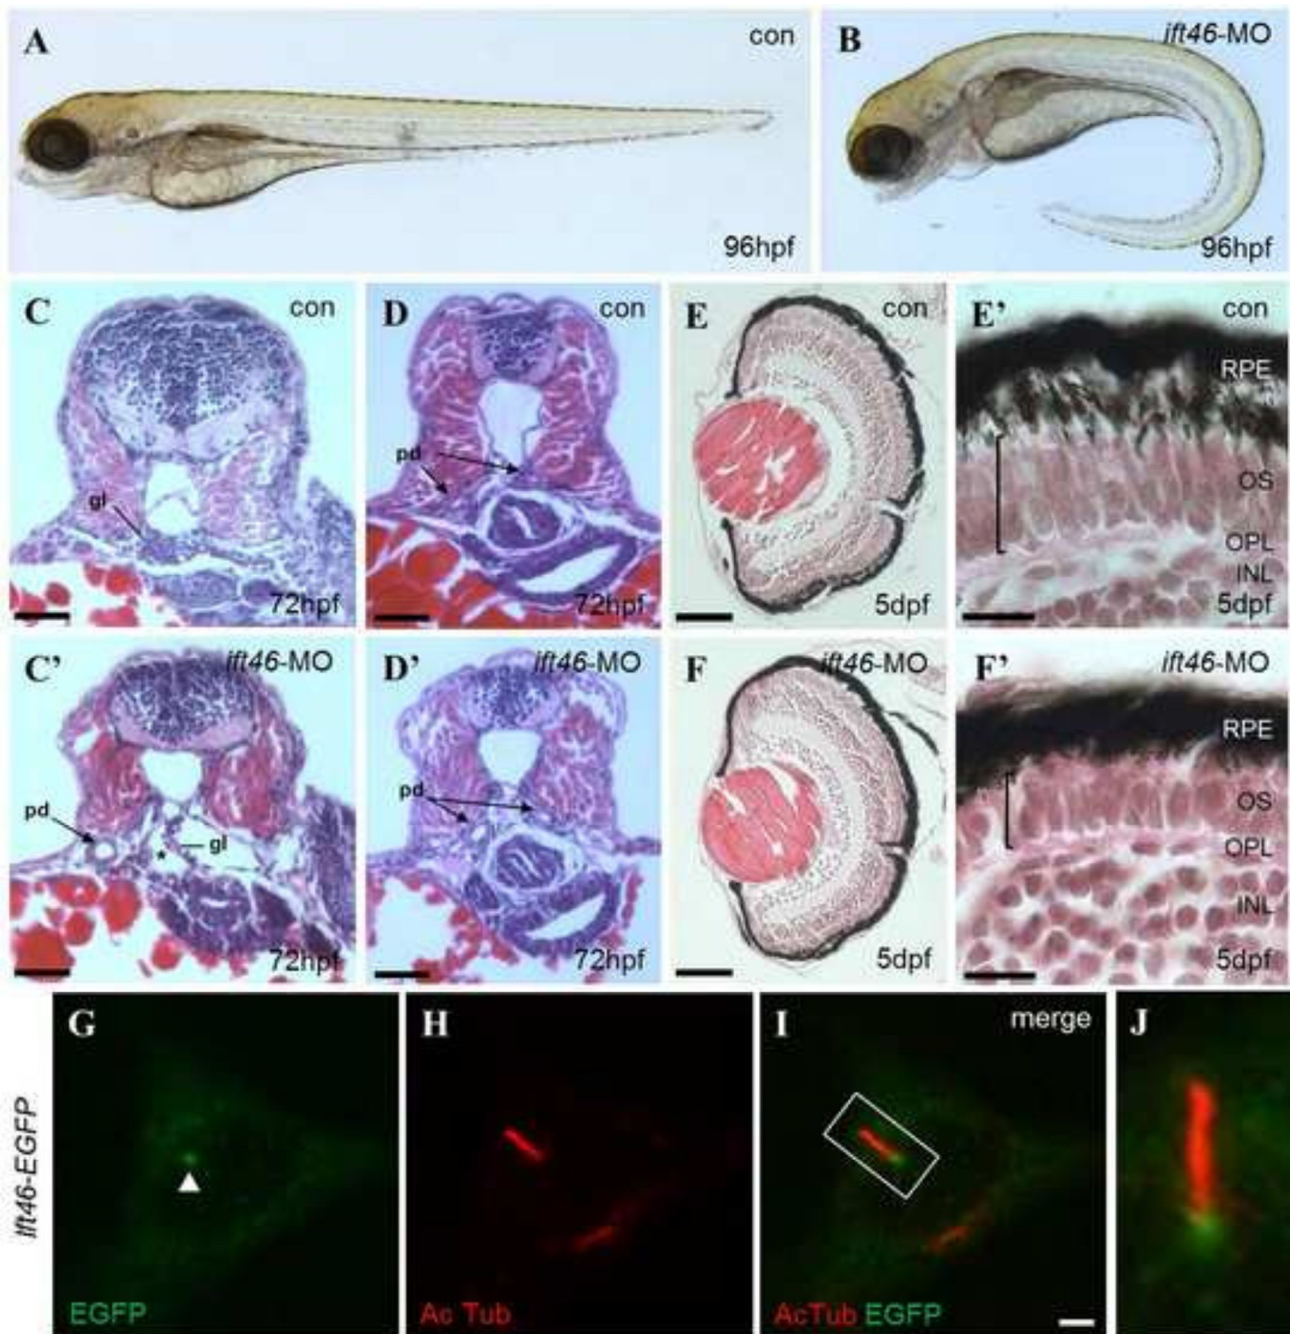 A con
96hpf
B ift46-MO
96hpf
C con
gl
72hpf
D con
pd
72hpf
E con
5dpf
E' con
RPE
OS
OPL
INL
5dpf
C' ift46-MO
pd
* gl
72hpf
D' ift46-MO
pd
72hpf
F ift46-MO
5dpf
F' ift46-MO
RPE
OS
OPL
INL
5dpf
Ift46-EGFP
G
EGFP
H
Ac Tub
I merge
AcTub EGFP
J